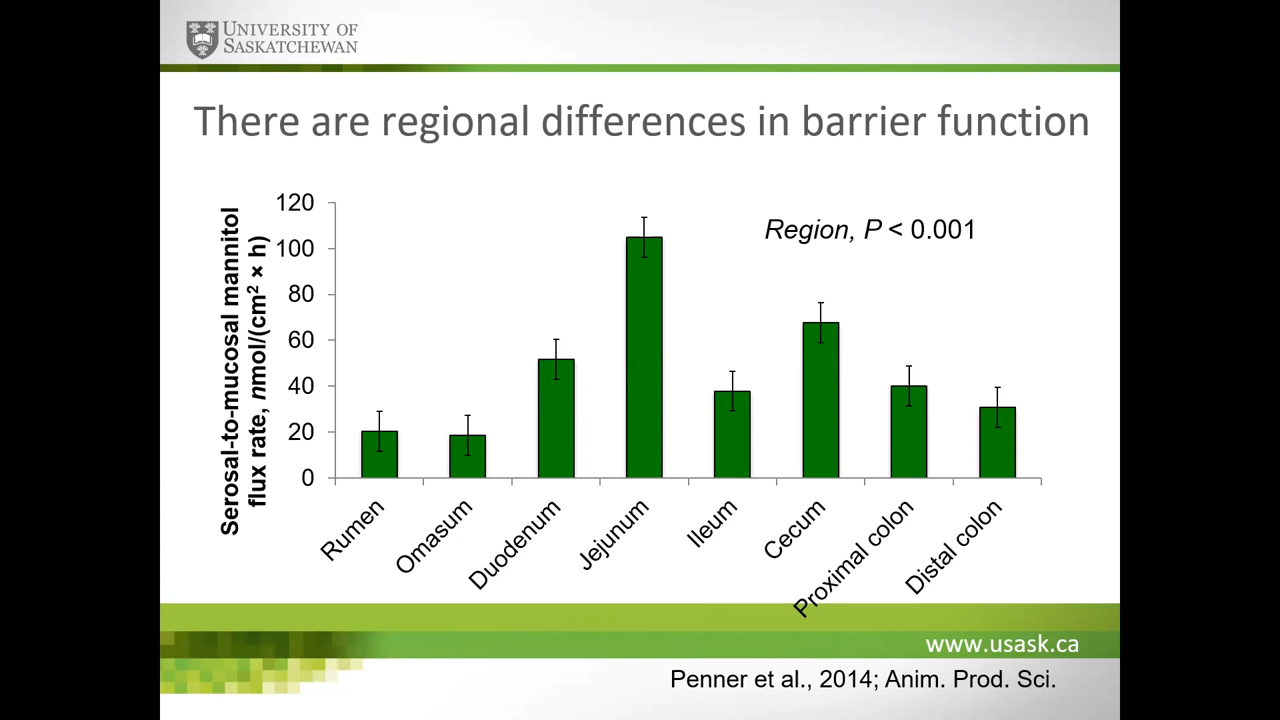 UNIVERSITY OF
SASKATCHEWAN
There are regional differences in barrier function
Serosal-to-mucosal mannitol
flux rate, nmol/(cm² × h)
120
100
80
60
40
20
0
Region, P < 0.001
Rumen
Omasum
Duodenum
Jejunum
Ileum
Cecum
Proximal colon
Distal colon
www.usask.ca
Penner et al., 2014; Anim. Prod. Sci.